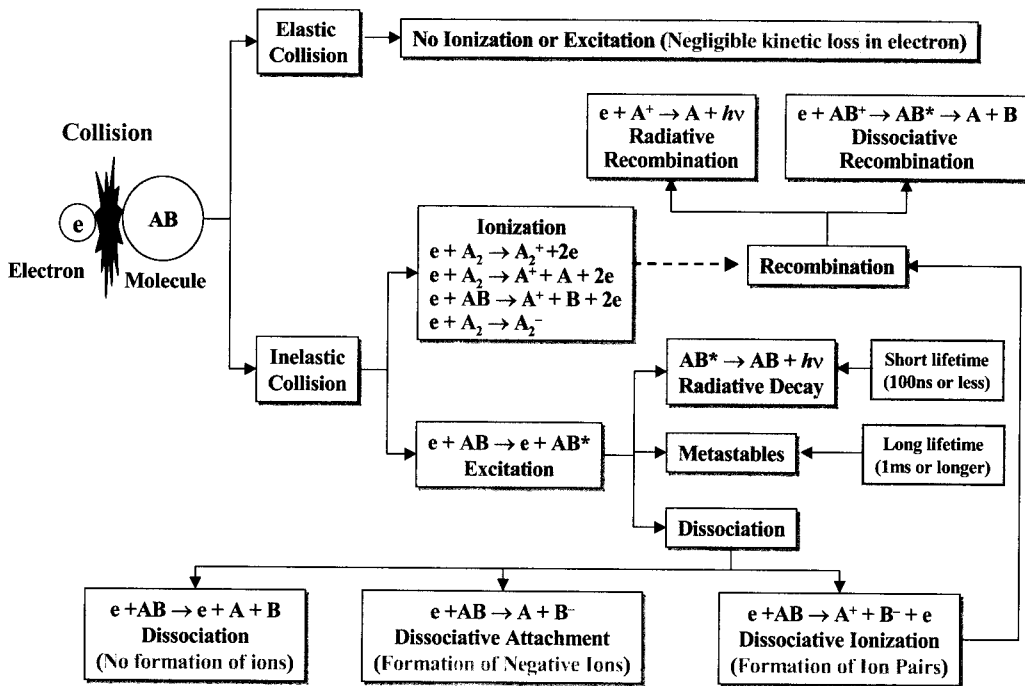 Elastic
Collision
No Ionization or Excitation (Negligible kinetic loss in electron)
e + A⁺ → A + hν
Radiative
Recombination
e + AB⁺ → AB* → A + B
Dissociative
Recombination
Collision
e
AB
Electron
Molecule
Ionization
e + A₂ → A₂⁺ +2e
e + A₂ → A⁺ + A + 2e
e + AB → A⁺ + B + 2e
e + A₂ → A₂⁻
Recombination
Inelastic
Collision
AB* → AB + hν
Radiative Decay
Short lifetime
(100ns or less)
e + AB → e + AB*
Excitation
Metastables
Long lifetime
(1ms or longer)
Dissociation
e +AB → e + A + B
Dissociation
(No formation of ions)
e +AB → A + B⁻
Dissociative Attachment
(Formation of Negative Ions)
e +AB → A⁺ + B⁻ + e
Dissociative Ionization
(Formation of Ion Pairs)